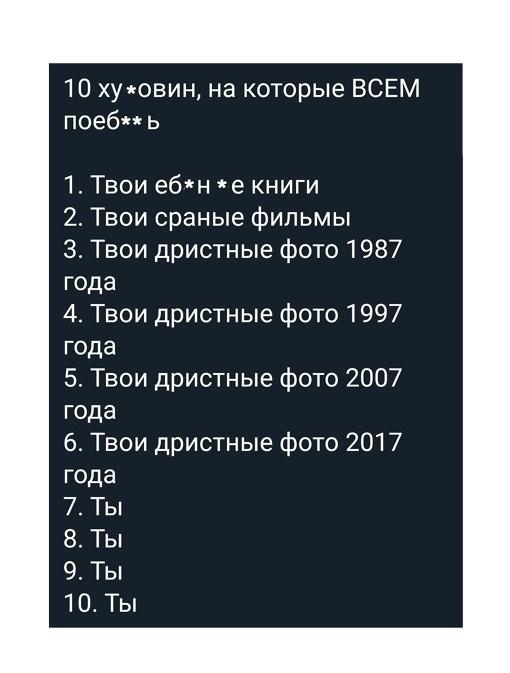 10 ху*овин, на которые ВСЕМ
поеб**ь
1. Твои еб*н*е книги
2. Твои сраные фильмы
3. Твои дристные фото 1987
года
4. Твои дристные фото 1997
года
5. Твои дристные фото 2007
года
6. Твои дристные фото 2017
года
7. Ты
8. Ты
9. Ты
10. Ты